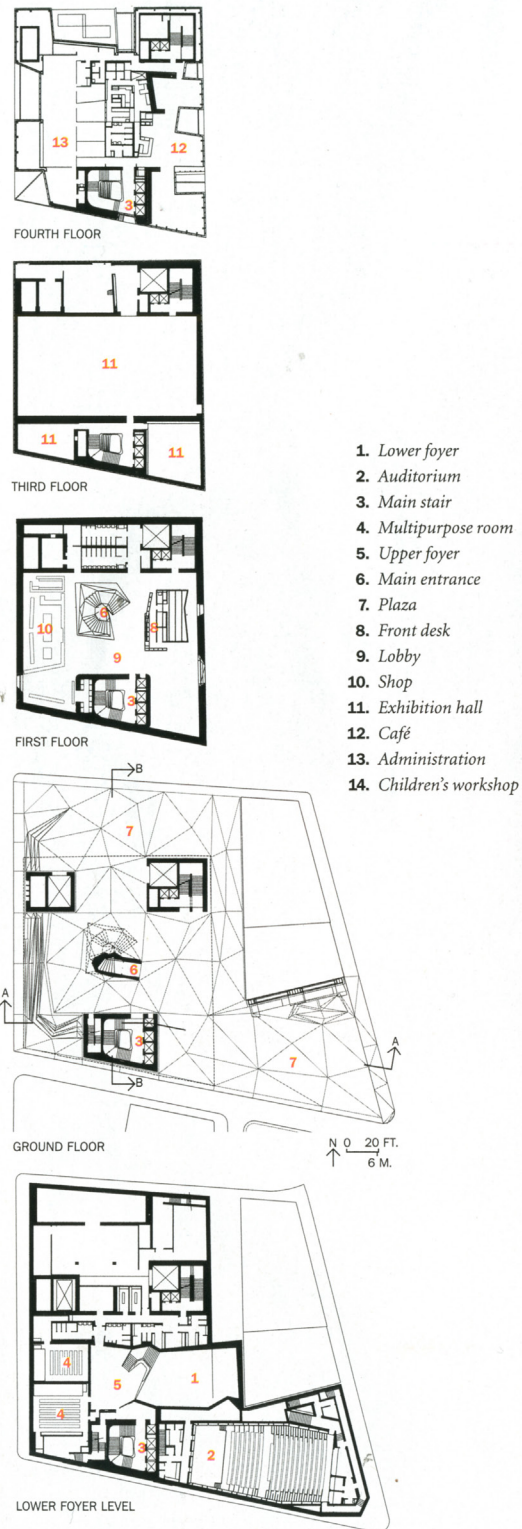 13
12
3
FOURTH FLOOR
11
11
11
THIRD FLOOR
6
10
8
9
3
FIRST FLOOR
1. Lower foyer
2. Auditorium
3. Main stair
4. Multipurpose room
5. Upper foyer
6. Main entrance
7. Plaza
8. Front desk
9. Lobby
10. Shop
11. Exhibition hall
12. Café
13. Administration
14. Children's workshop
B
7
6
A
3
A
7
B
GROUND FLOOR
N 0 20 FT.
6 M.
4
5
1
4
3
2
LOWER FOYER LEVEL